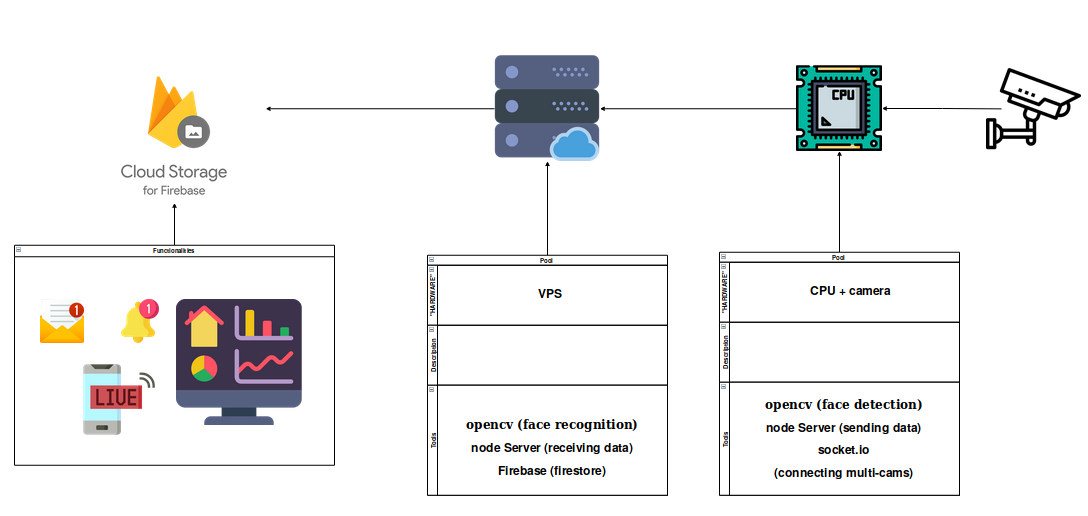 CPU
Cloud Storage
for Firebase
Funcionalities
1
1
LIVE
Pool
"HARDWARE"
VPS
Description
Tools
opencv (face recognition)
node Server (receiving data)
Firebase (firestore)
Pool
"HARDWARE"
CPU + camera
Description
Tools
opencv (face detection)
node Server (sending data)
socket.io
(connecting multi-cams)